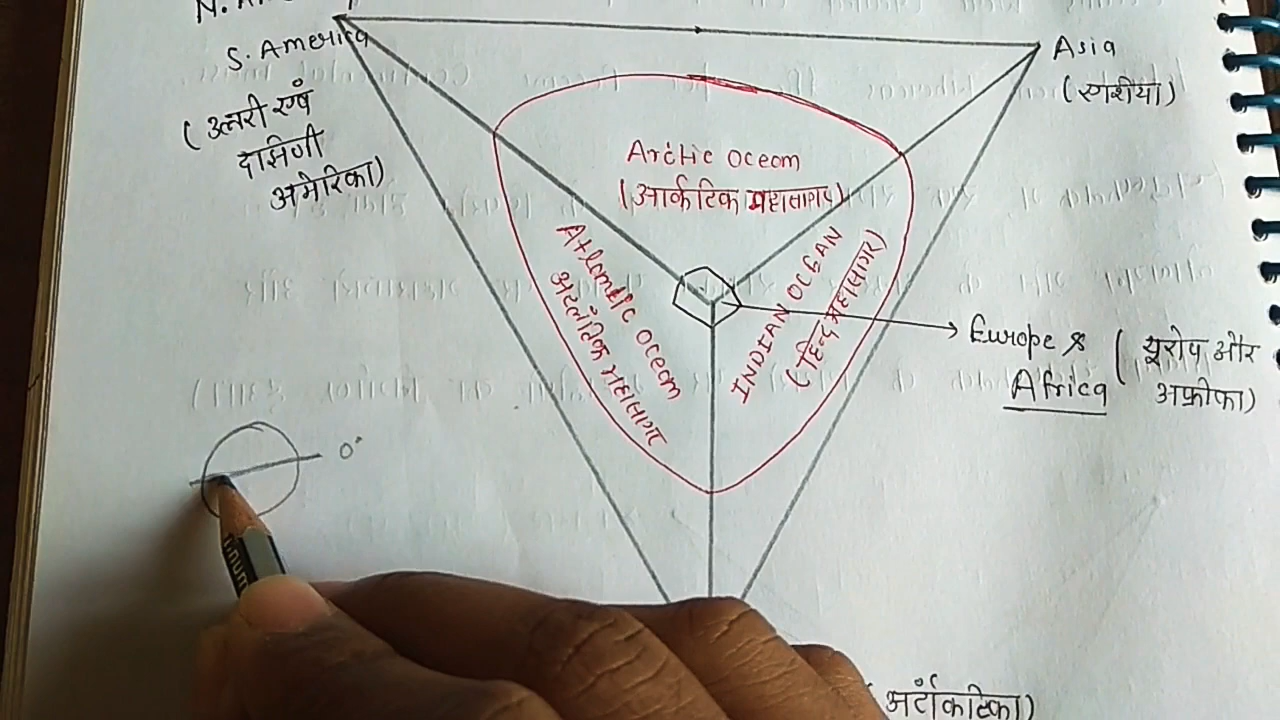 S. America
(उत्तरी एवं
दक्षिणी
अमेरिका)
Asia
(एशिया)
Arctic ocean
(आर्कटिक महासागर)
Atlantic ocean
अटलांटिक महासागर
INDIAN OCEAN
(हिन्द महासागर)
Europe &
Africa
(यूरोप और
अफ्रीका)
0°
(अंर्टाकटिका)